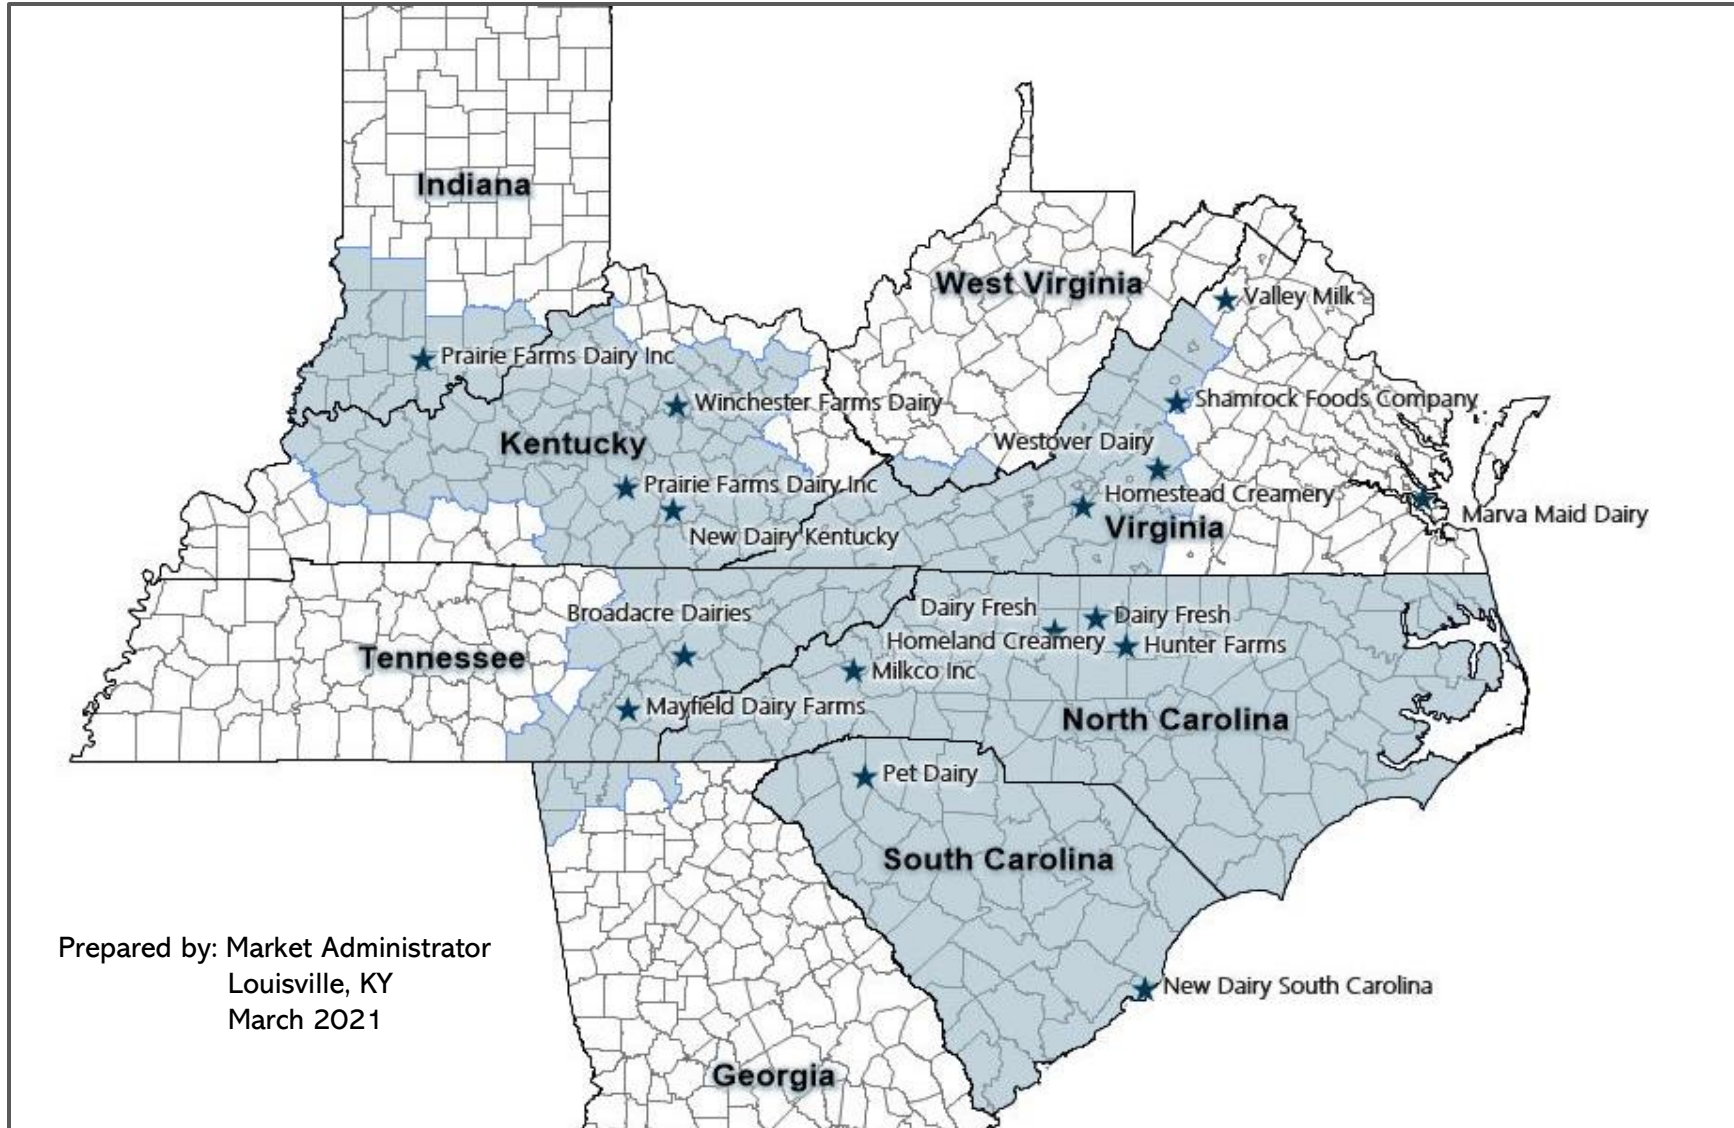 Indiana
West Virginia
Valley Milk
Prairie Farms Dairy Inc
Winchester Farms Dairy
Shamrock Foods Company
Kentucky
Westover Dairy
Prairie Farms Dairy Inc
Homestead Creamery
Marva Maid Dairy
Virginia
New Dairy Kentucky
Broadacre Dairies
Dairy Fresh
Dairy Fresh
Homeland Creamery
Hunter Farms
Tennessee
Milkco Inc
Mayfield Dairy Farms
North Carolina
Pet Dairy
South Carolina
Prepared by: Market Administrator
Louisville, KY
March 2021
New Dairy South Carolina
Georgia